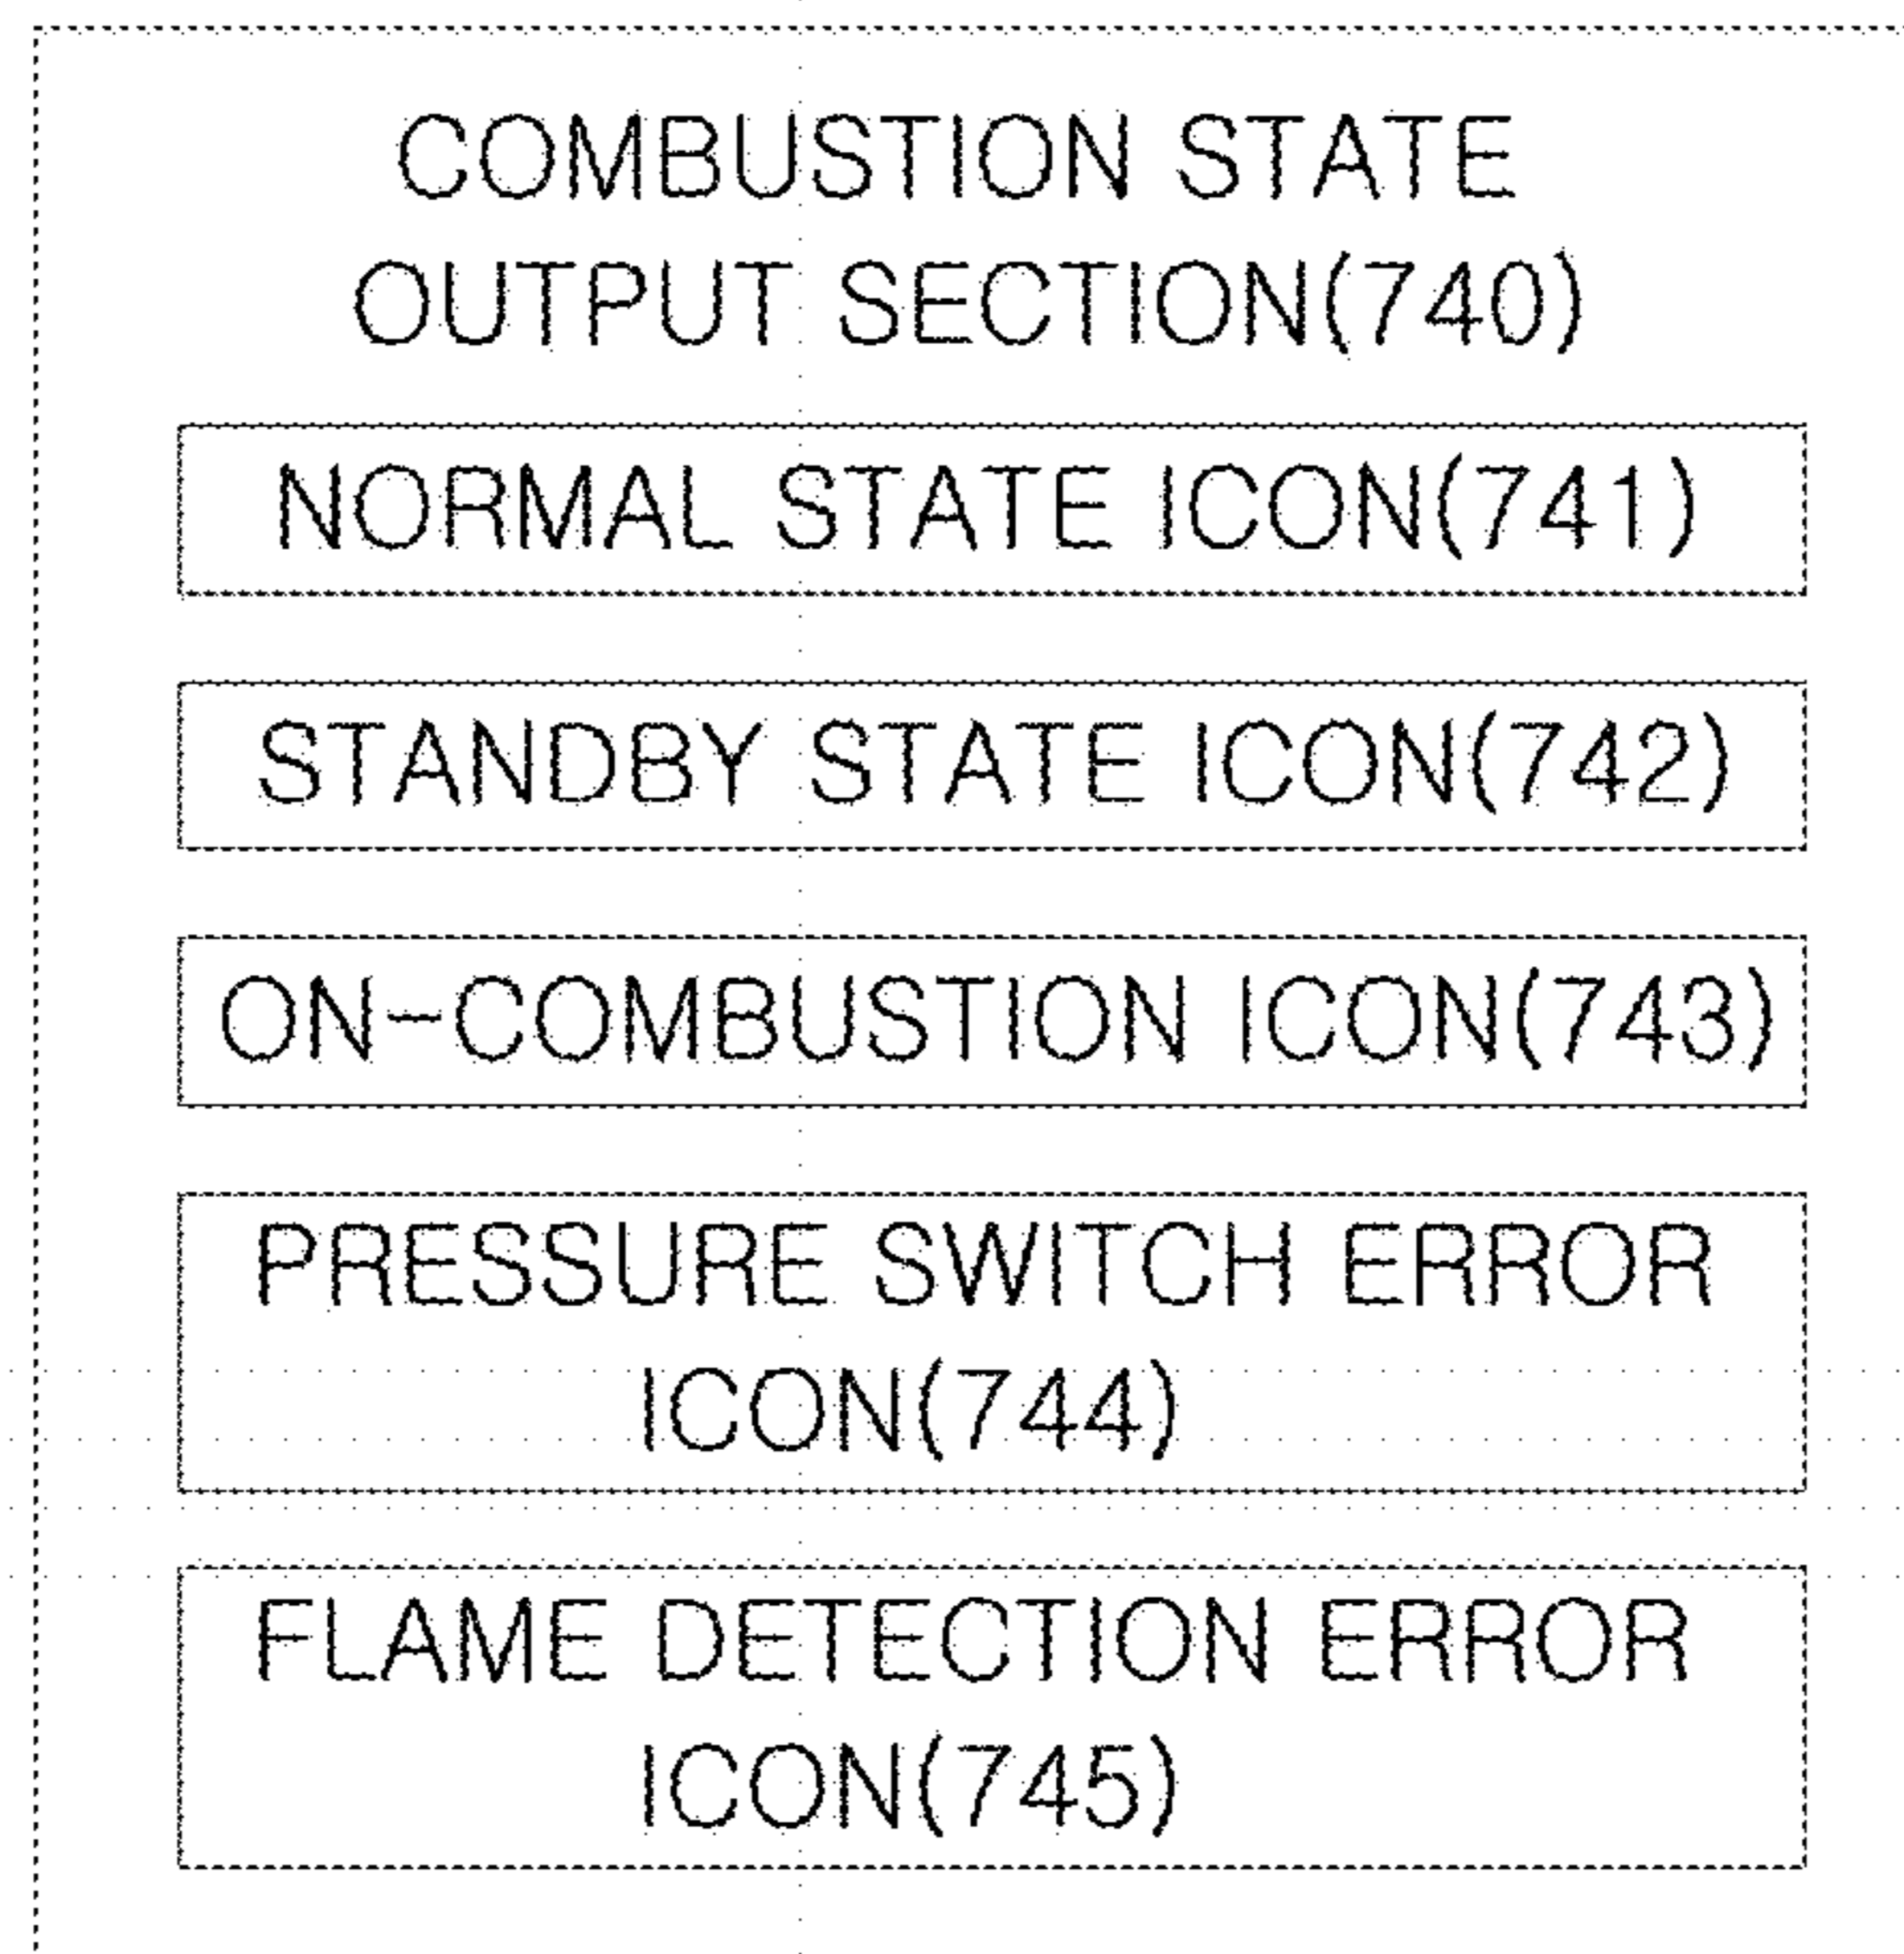 COMBUSTION STATE
OUTPUT SECTION(740)
NORMAL STATE ICON(741)
STANDBY STATE ICON(742)
ON-COMBUSTION ICON(743)
PRESSURE SWITCH ERROR
ICON(744)
FLAME DETECTION ERROR
ICON(745)